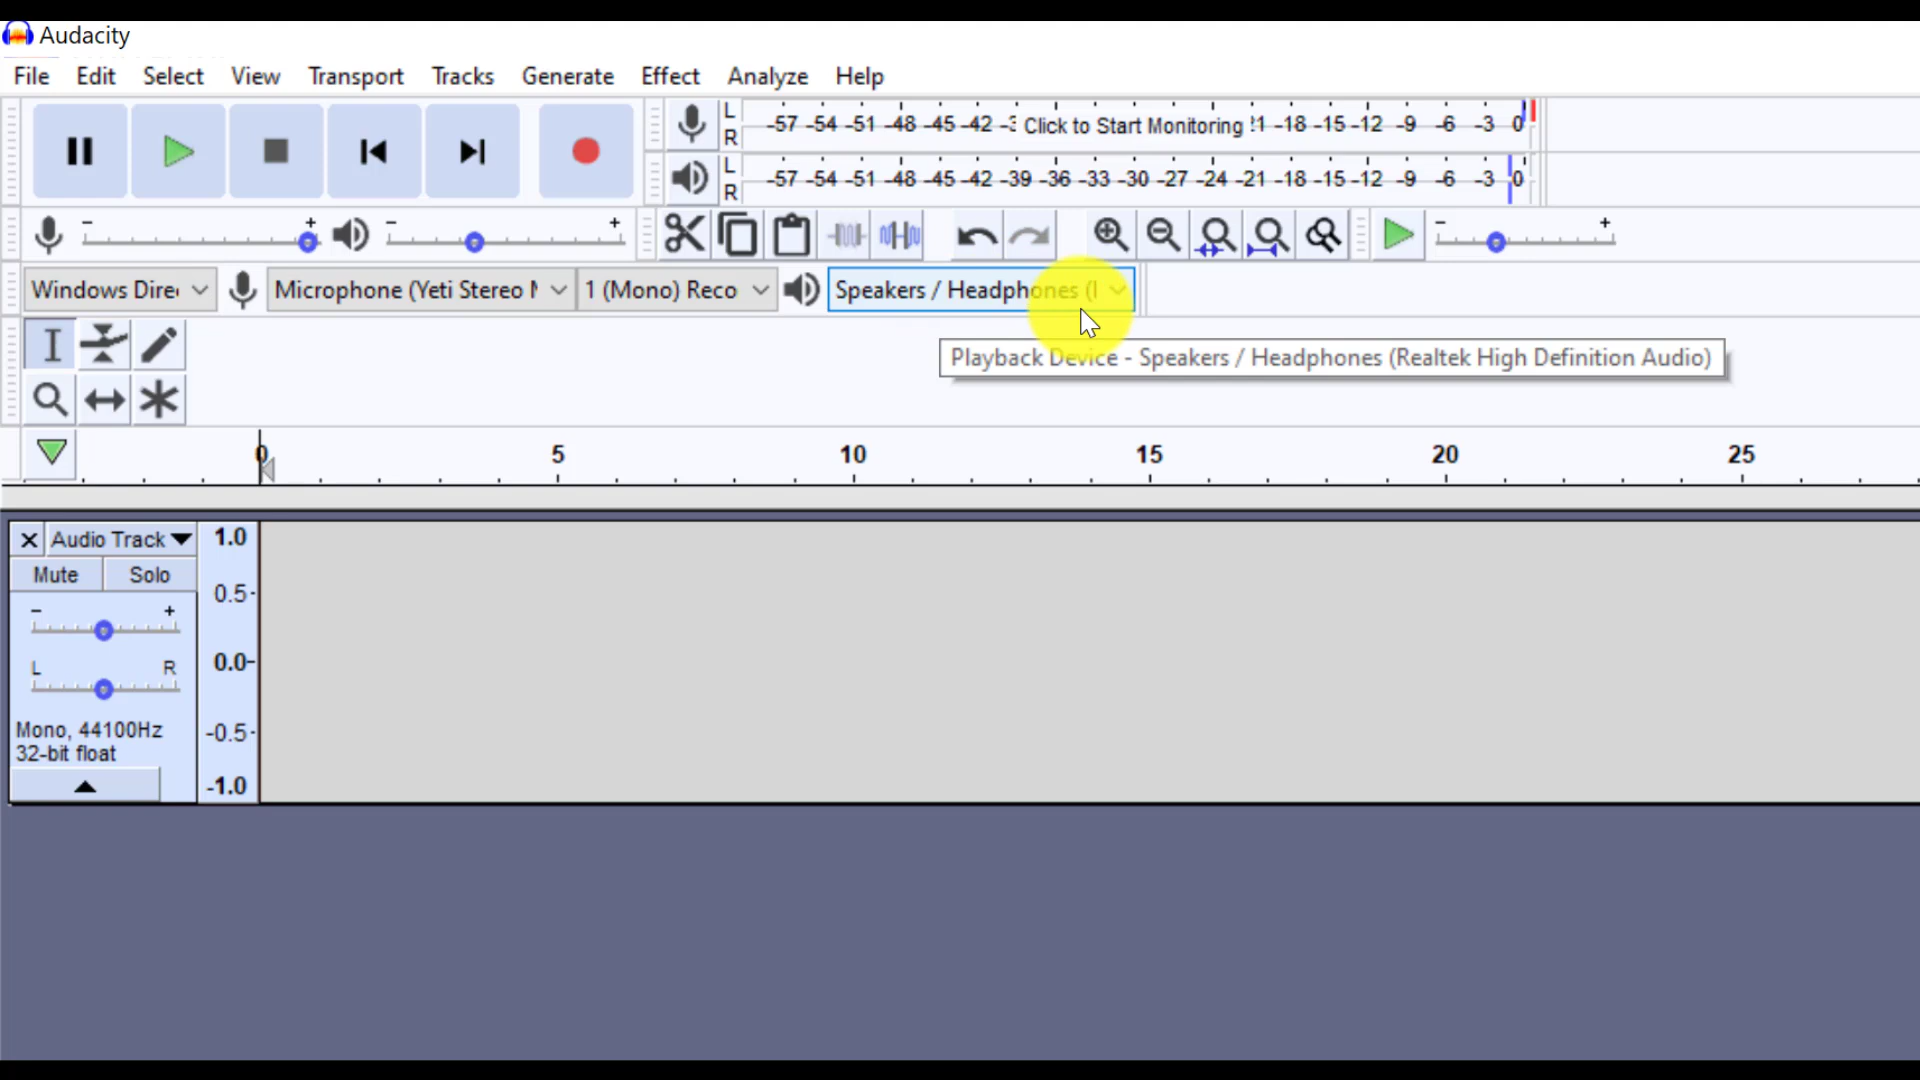 Audacity
File Edit Select View Transport Tracks Generate Effect Analyze Help
L
R
-57 -54 -51 -48 -45 -42 -3 Click to Start Monitoring 1 -18 -15 -12 -9 -6 -3 0
L
R
-57 -54 -51 -48 -45 -42 -39 -36 -33 -30 -27 -24 -21 -18 -15 -12 -9 -6 -3 0
- + - + - +
Windows Dire Microphone (Yeti Stereo 1 (Mono) Reco Speakers / Headphones (
Playback Device - Speakers / Headphones (Realtek High Definition Audio)
0 5 10 15 20 25
X Audio Track 1.0
Mute Solo
0.5-
- +
L R
0.0-
Mono, 44100Hz
-0.5-
32-bit float
-1.0